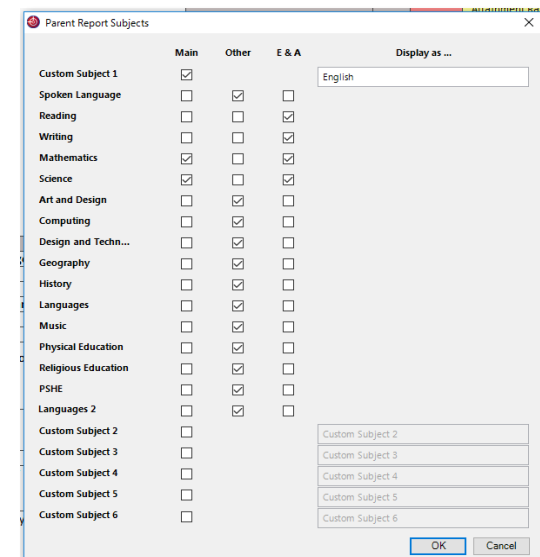 Attainment Ra
Parent Report Subjects
Main Other E & A Display as ...
Custom Subject 1 English
Spoken Language
Reading
Writing
Mathematics
Science
Art and Design
Computing
Design and Techn...
Geography
History
Languages
Music
Physical Education
Religious Education
PSHE
Languages 2
Custom Subject 2 Custom Subject 2
Custom Subject 3 Custom Subject 3
Custom Subject 4 Custom Subject 4
Custom Subject 5 Custom Subject 5
Custom Subject 6 Custom Subject 6
OK Cancel